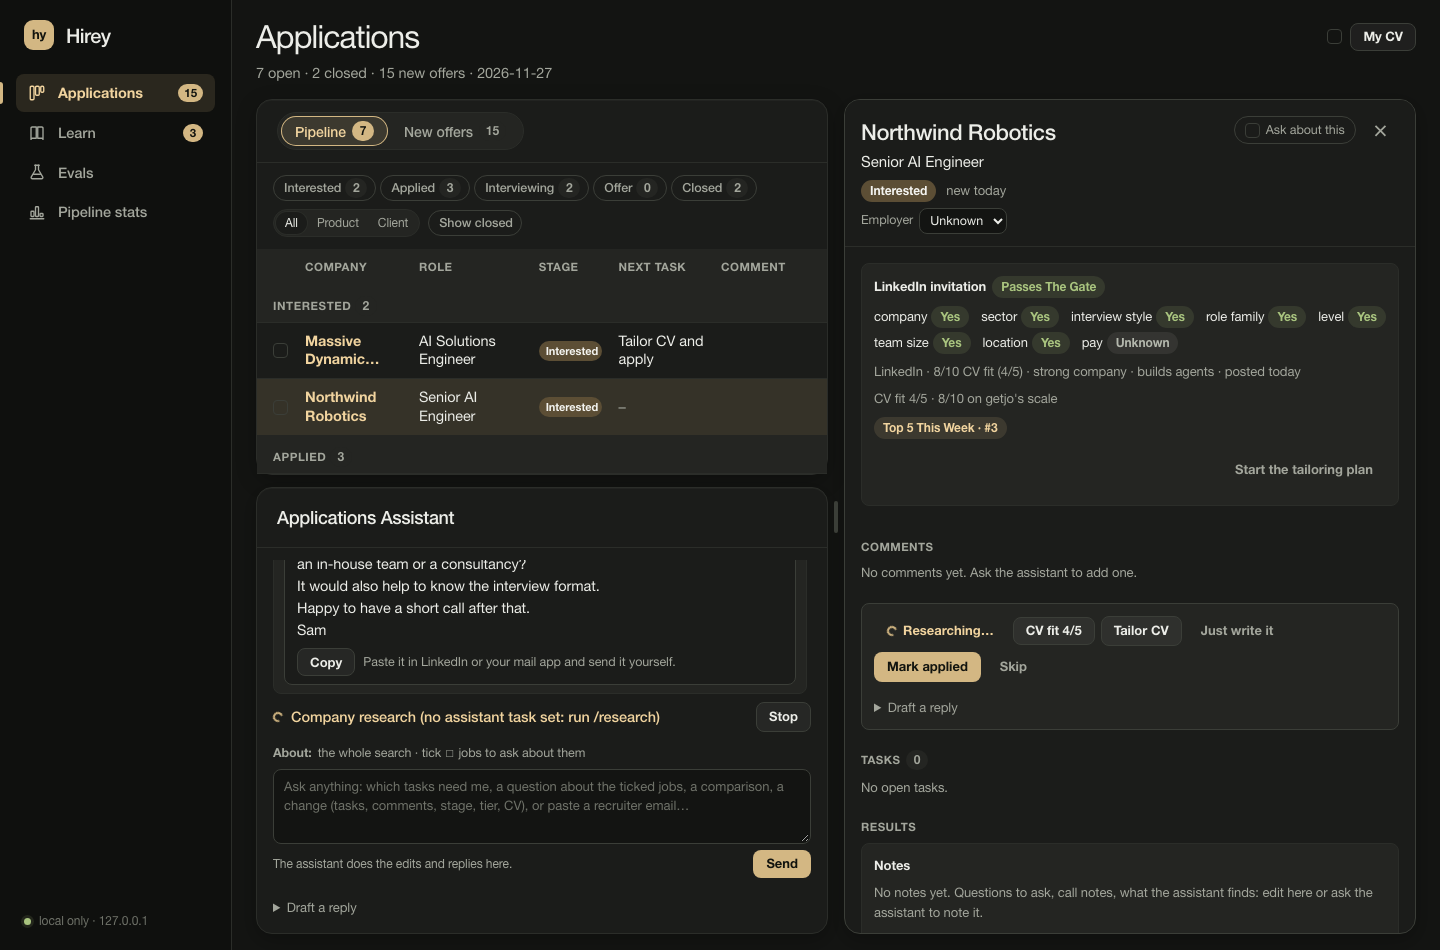 hy Hirey
Applications 15
Learn 3
Evals
Pipeline stats
local only · 127.0.0.1
Applications
7 open · 2 closed · 15 new offers · 2026-11-27
My CV
Pipeline 7 New offers 15
Interested 2 Applied 3 Interviewing 2 Offer 0 Closed 2
All Product Client Show closed
COMPANY ROLE STAGE NEXT TASK COMMENT
INTERESTED 2
Massive Dynamic… AI Solutions Engineer Interested Tailor CV and apply
Northwind Robotics Senior AI Engineer Interested –
APPLIED 3
Applications Assistant
an in-house team or a consultancy?
It would also help to know the interview format.
Happy to have a short call after that.
Sam
Copy Paste it in LinkedIn or your mail app and send it yourself.
Company research (no assistant task set: run /research) Stop
About: the whole search · tick □ jobs to ask about them
Ask anything: which tasks need me, a question about the ticked jobs, a comparison, a
change (tasks, comments, stage, tier, CV), or paste a recruiter email…
The assistant does the edits and replies here. Send
▶ Draft a reply
Northwind Robotics Ask about this ✕
Senior AI Engineer
Interested new today
Employer Unknown
LinkedIn invitation Passes The Gate
company Yes sector Yes interview style Yes role family Yes level Yes
team size Yes location Yes pay Unknown
LinkedIn · 8/10 CV fit (4/5) · strong company · builds agents · posted today
CV fit 4/5 · 8/10 on getjo's scale
Top 5 This Week · #3
Start the tailoring plan
COMMENTS
No comments yet. Ask the assistant to add one.
Researching… CV fit 4/5 Tailor CV Just write it
Mark applied Skip
▶ Draft a reply
TASKS 0
No open tasks.
RESULTS
Notes
No notes yet. Questions to ask, call notes, what the assistant finds: edit here or ask the
assistant to note it.